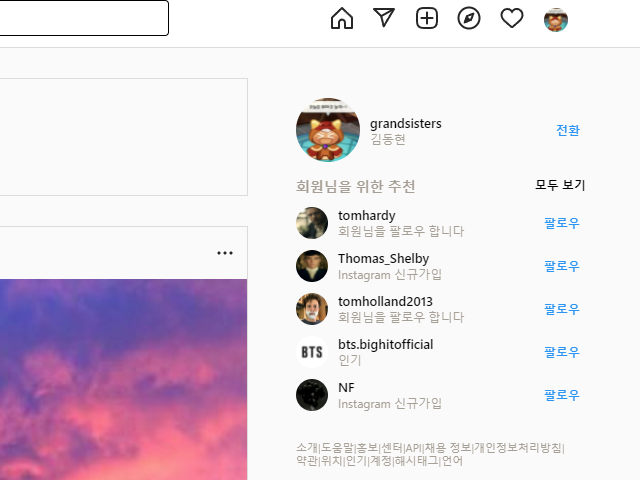 grandsisters
김동현
전환
회원님을 위한 추천
모두 보기
tomhardy
회원님을 팔로우 합니다
팔로우
Thomas_Shelby
Instagram 신규가입
팔로우
tomholland2013
회원님을 팔로우 합니다
팔로우
BTS
bts.bighitofficial
인기
팔로우
NF
Instagram 신규가입
팔로우
소개|도움말|홍보|센터|API|채용 정보|개인정보처리방침|
약관|위치|인기|계정|해시태그|언어